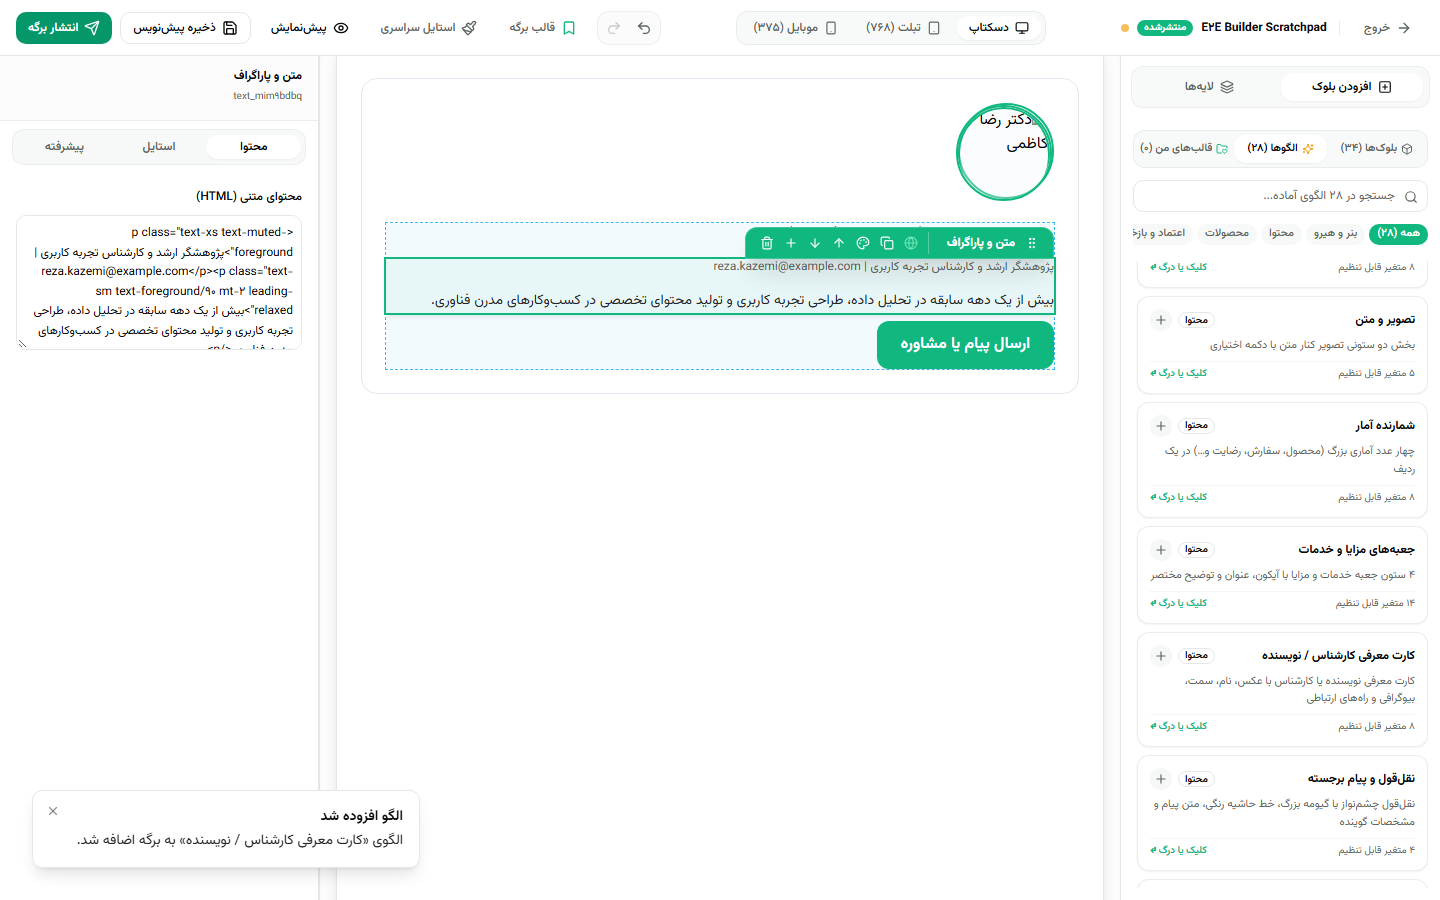 خروج
E2E Builder Scratchpad
منتشرشده
دسکتاپ
تبلت (۷۶۸)
موبایل (۳۷۵)
قالب برگه
استایل سراسری
پیش‌نمایش
ذخیره پیش‌نویس
انتشار برگه
افزودن بلوک
لایه‌ها
بلوک‌ها (۳۴)
الگوها (۲۸)
قالب‌های من (۰)
جستجو در ۲۸ الگوی آماده...
همه (۲۸)
بنر و هیرو
محتوا
محصولات
اعتماد و
۸ متغیر قابل تنظیم
کلیک یا درگ
تصویر و متن
محتوا
بخش دو ستونی تصویر کنار متن با دکمه اختیاری
۵ متغیر قابل تنظیم
کلیک یا درگ
شمارنده آمار
محتوا
چهار عدد آماری بزرگ (محصول، سفارش، رضایت و...) در یک
ردیف
۸ متغیر قابل تنظیم
کلیک یا درگ
جعبه‌های مزایا و خدمات
محتوا
۴ ستون جعبه خدمات و مزایا با آیکون، عنوان و توضیح مختصر
۱۴ متغیر قابل تنظیم
کلیک یا درگ
کارت معرفی کارشناس / نویسنده
محتوا
کارت معرفی نویسنده یا کارشناس با عکس، نام، سمت،
بیوگرافی و راه‌های ارتباطی
۸ متغیر قابل تنظیم
کلیک یا درگ
نقل‌قول و پیام برجسته
محتوا
نقل‌قول چشم‌نواز با گیومه بزرگ، خط حاشیه رنگی، متن پیام و
مشخصات گوینده
۴ متغیر قابل تنظیم
کلیک یا درگ
دکتر رضا
کاظمی
متن و پاراگراف
پژوهشگر ارشد و کارشناس تجربه کاربری | reza.kazemi@example.com
بیش از یک دهه سابقه در تحلیل داده، طراحی تجربه کاربری و تولید محتوای تخصصی در کسب‌وکارهای مدرن فناوری.
ارسال پیام یا مشاوره
متن و پاراگراف
text_mim9bdbq
محتوا
استایل
پیشرفته
محتوای متنی (HTML)
<p class="text-xs text-muted-
foreground">پژوهشگر ارشد و کارشناس تجربه کاربری |
reza.kazemi@example.com</p><p class="text-
sm text-foreground/۹۰ mt-۲ leading-
relaxed">بیش از یک دهه سابقه در تحلیل داده، طراحی
تجربه کاربری و تولید محتوای تخصصی در کسب‌وکارهای
الگو افزوده شد
الگوی «کارت معرفی کارشناس / نویسنده» به برگه اضافه شد.